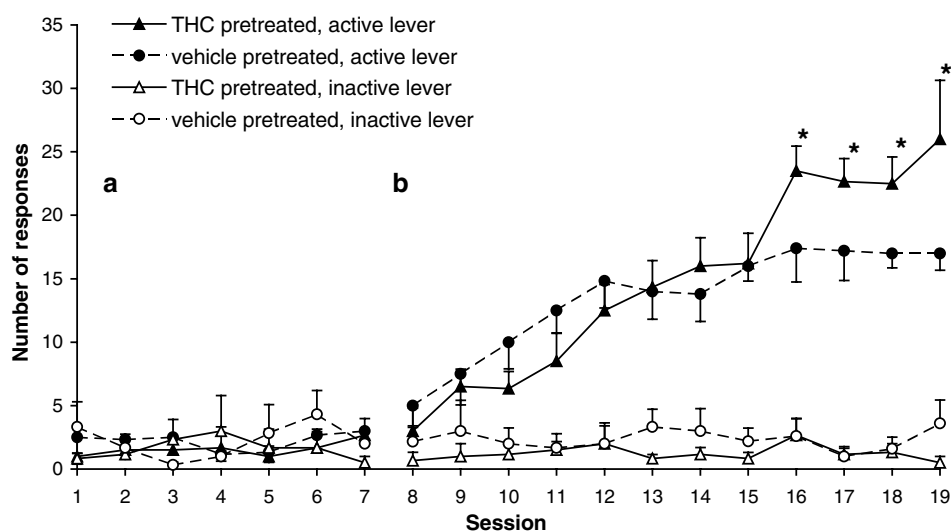 THC pretreated, active lever
vehicle pretreated, active lever
THC pretreated, inactive lever
vehicle pretreated, inactive lever
a
b
* * * *
Number of responses
35
30
25
20
15
10
5
0
1 2 3 4 5 6 7 8 9 10 11 12 13 14 15 16 17 18 19
Session